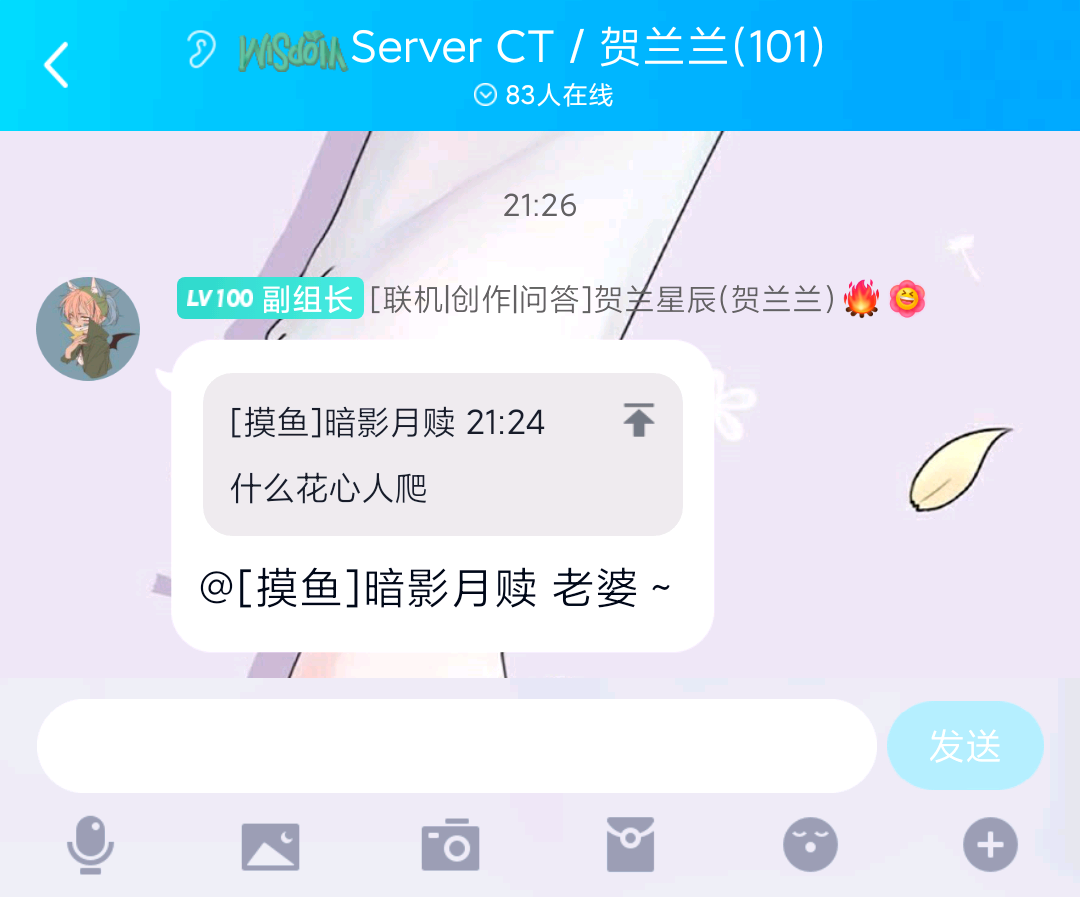 WISdOM Server CT / 贺兰兰(101)
83人在线
21:26
LV100 副组长 [联机|创作|问答]贺兰星辰(贺兰兰)🔥
[摸鱼]暗影月赎 21:24
什么花心人爬
@[摸鱼]暗影月赎 老婆 ~
发送